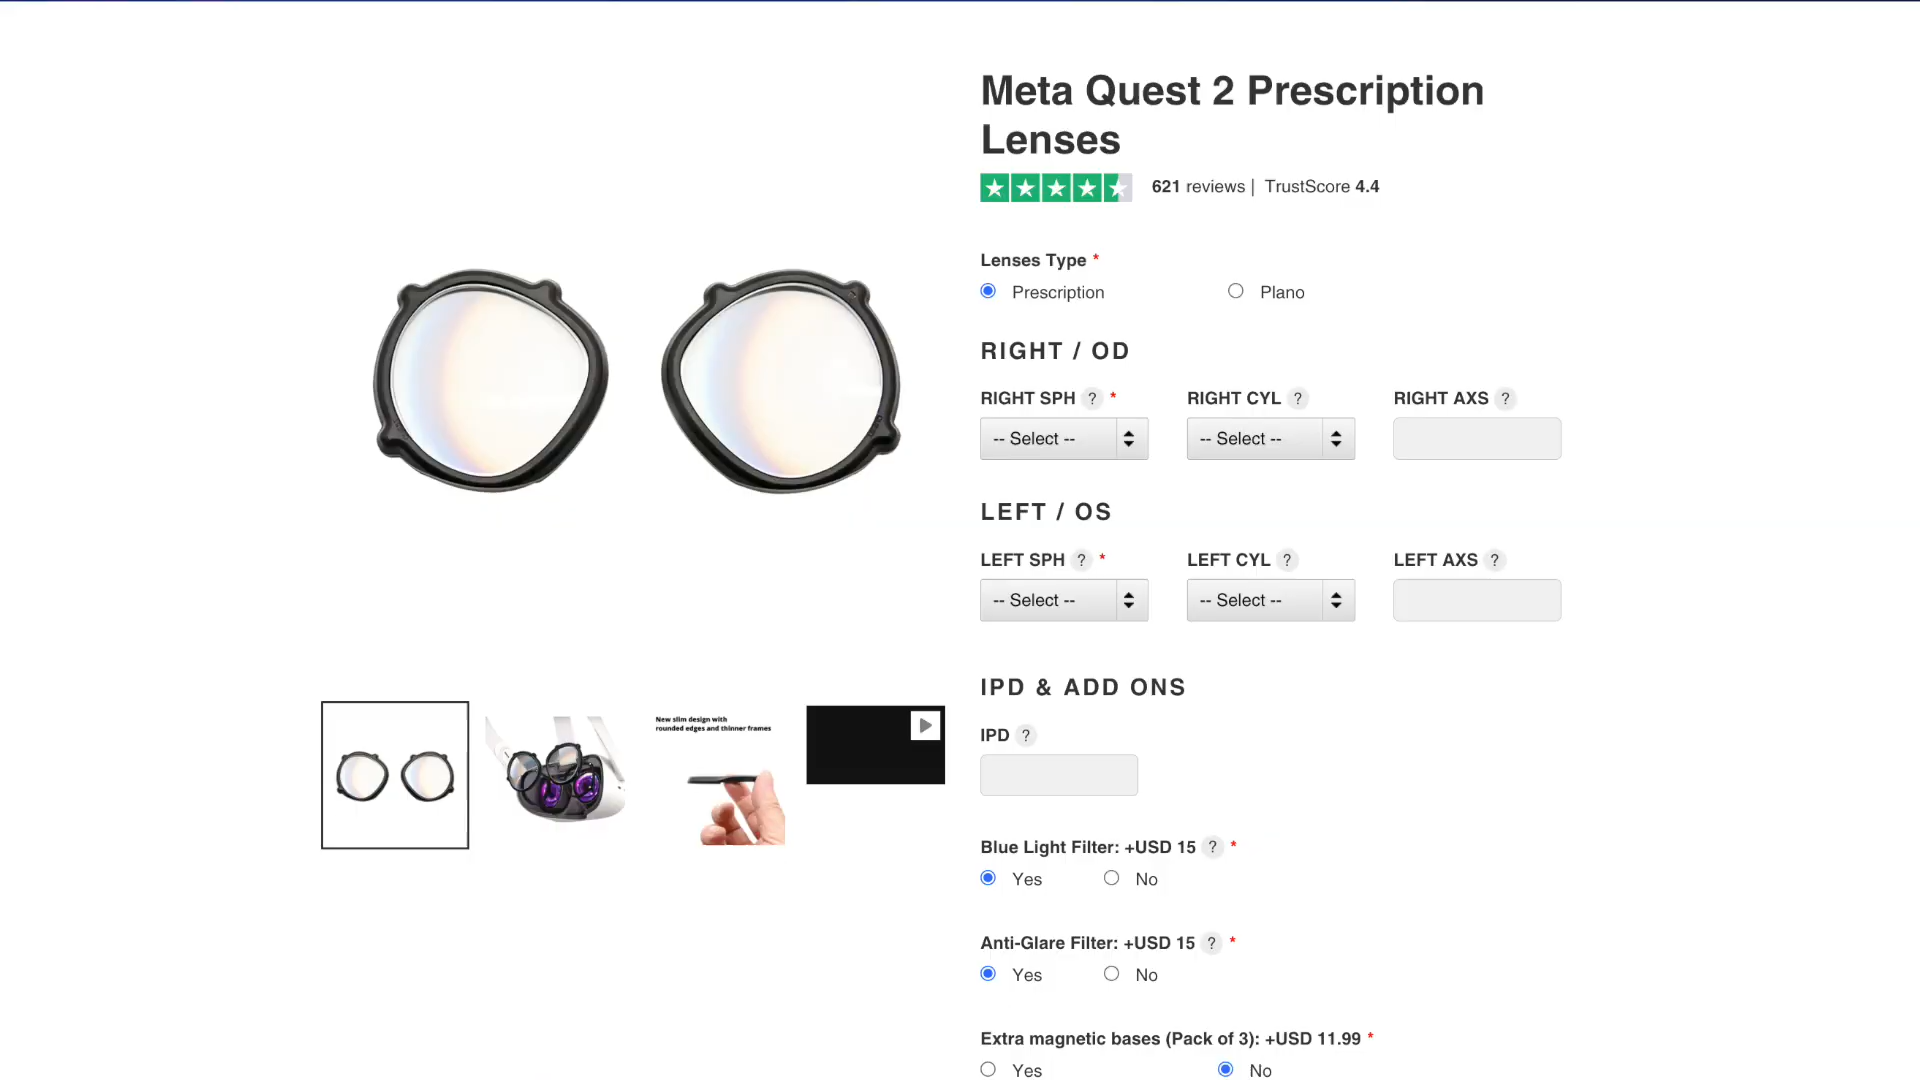 Meta Quest 2 Prescription
Lenses
621 reviews | TrustScore 4.4
Lenses Type *
Prescription Plano
RIGHT / OD
RIGHT SPH ? * RIGHT CYL ? RIGHT AXS ?
-- Select -- -- Select --
LEFT / OS
LEFT SPH ? * LEFT CYL ? LEFT AXS ?
-- Select -- -- Select --
New slim design with
rounded edges and thinner frames
IPD & ADD ONS
IPD ?
Blue Light Filter: +USD 15 ? *
Yes No
Anti-Glare Filter: +USD 15 ? *
Yes No
Extra magnetic bases (Pack of 3): +USD 11.99 *
Yes No